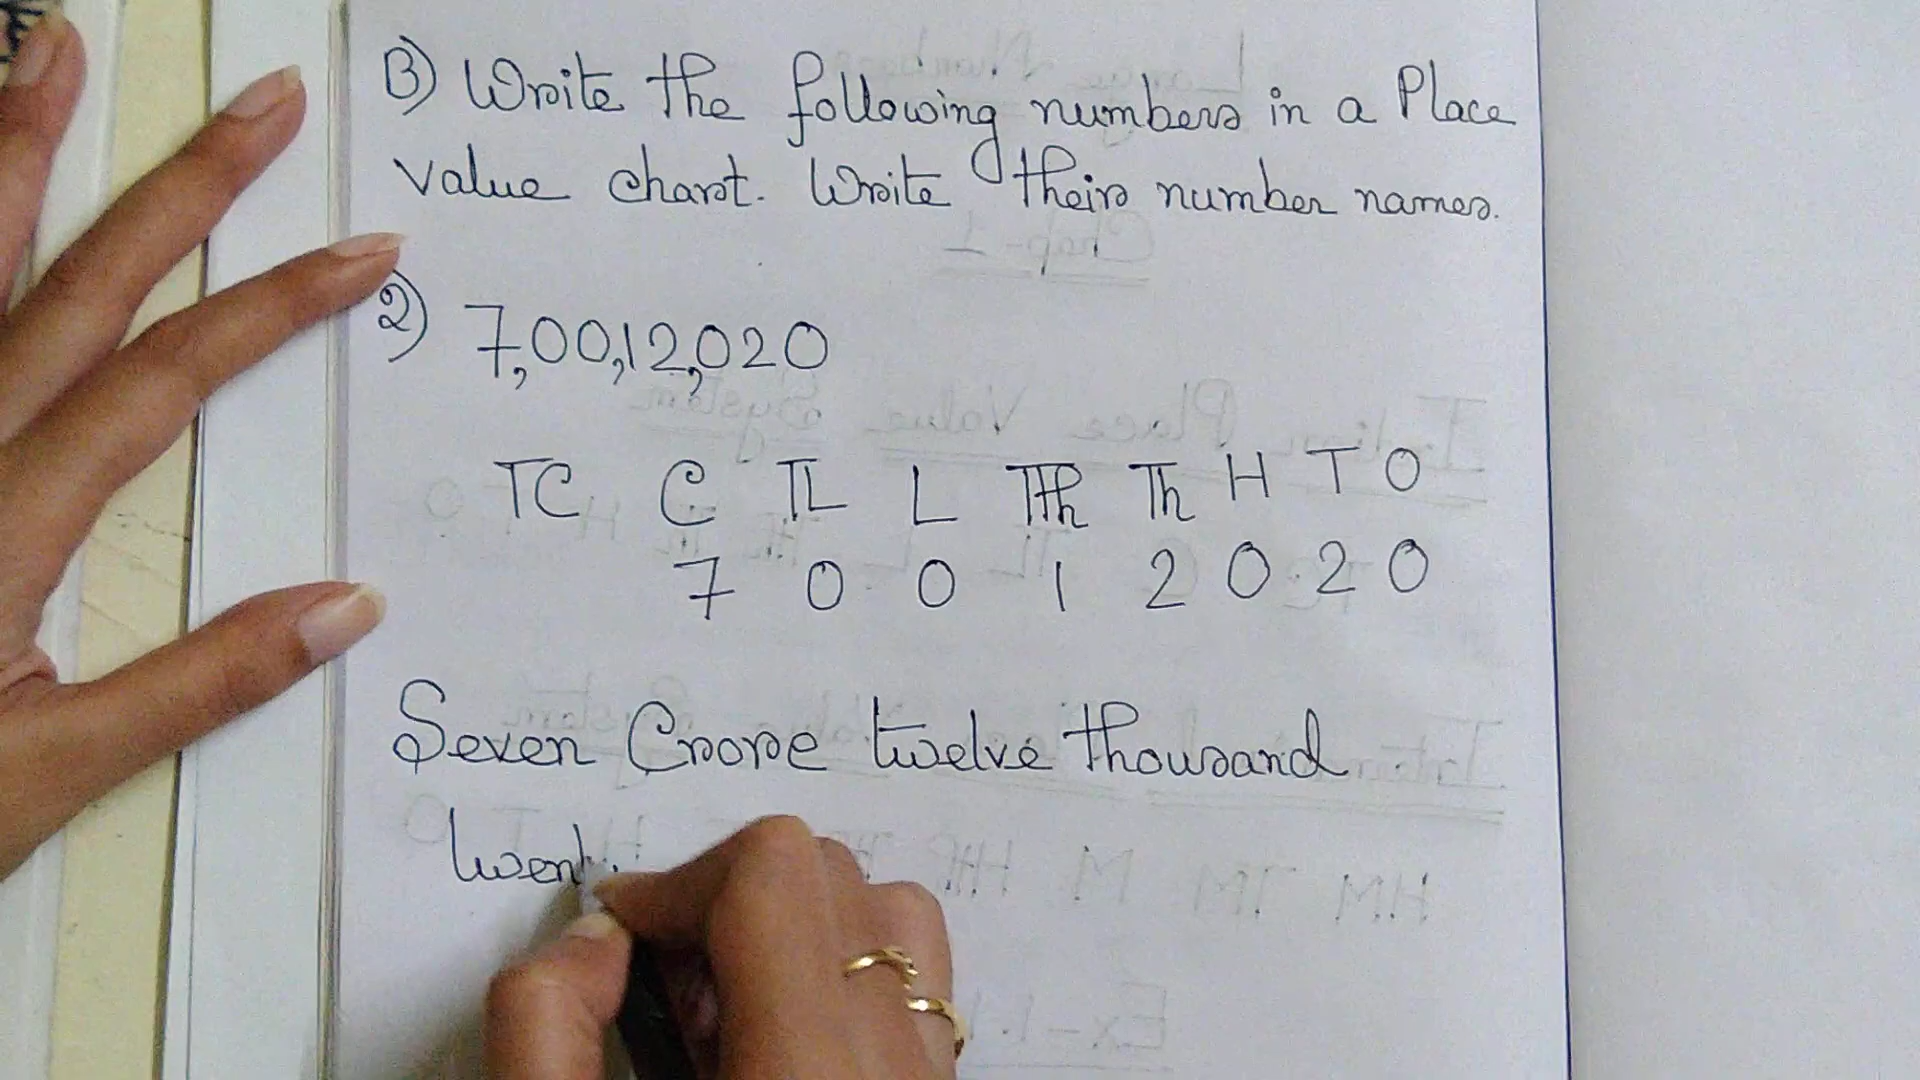 B) Write the following numbers in a Place
value chart. Write their number names.
2) 7,00,12,020
TC C TL L TTh Th H T O
7 0 0 1 2 0 2 0
Seven Crore twelve thousand
twent